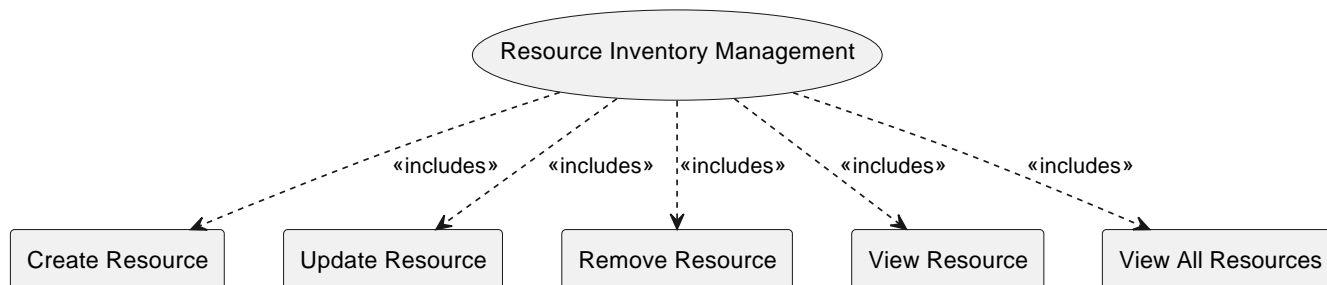 Resource Inventory Management
«includes» «includes» «includes» «includes» «includes»
Create Resource Update Resource Remove Resource View Resource View All Resources